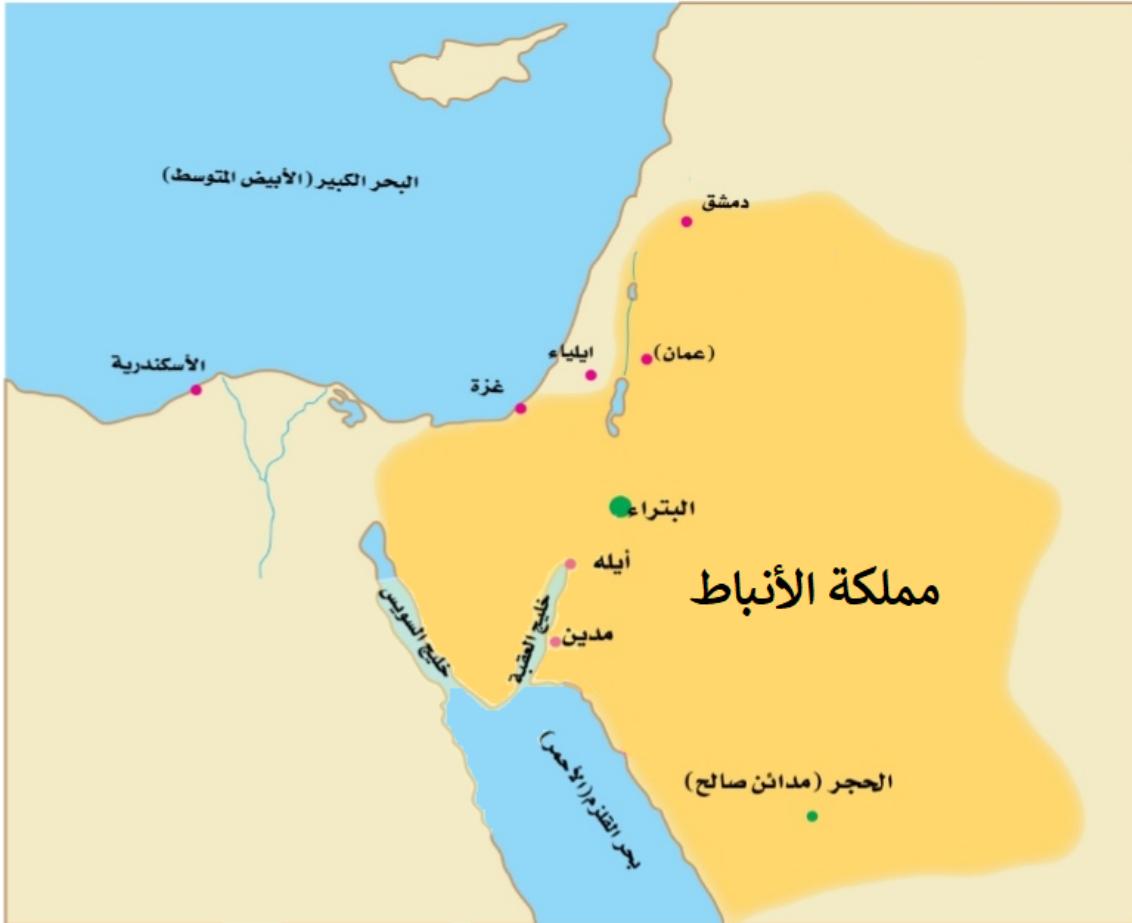 البحر الكبير (الأبيض المتوسط)
دمشق
(عمان)
ايلياء
الأسكندرية
غزة
البتراء
أيله
مملكة الأنباط
خليج السويس
خليج العقبة
مدين
بحر القلزم (الأحمر)
الحجر (مدائن صالح)